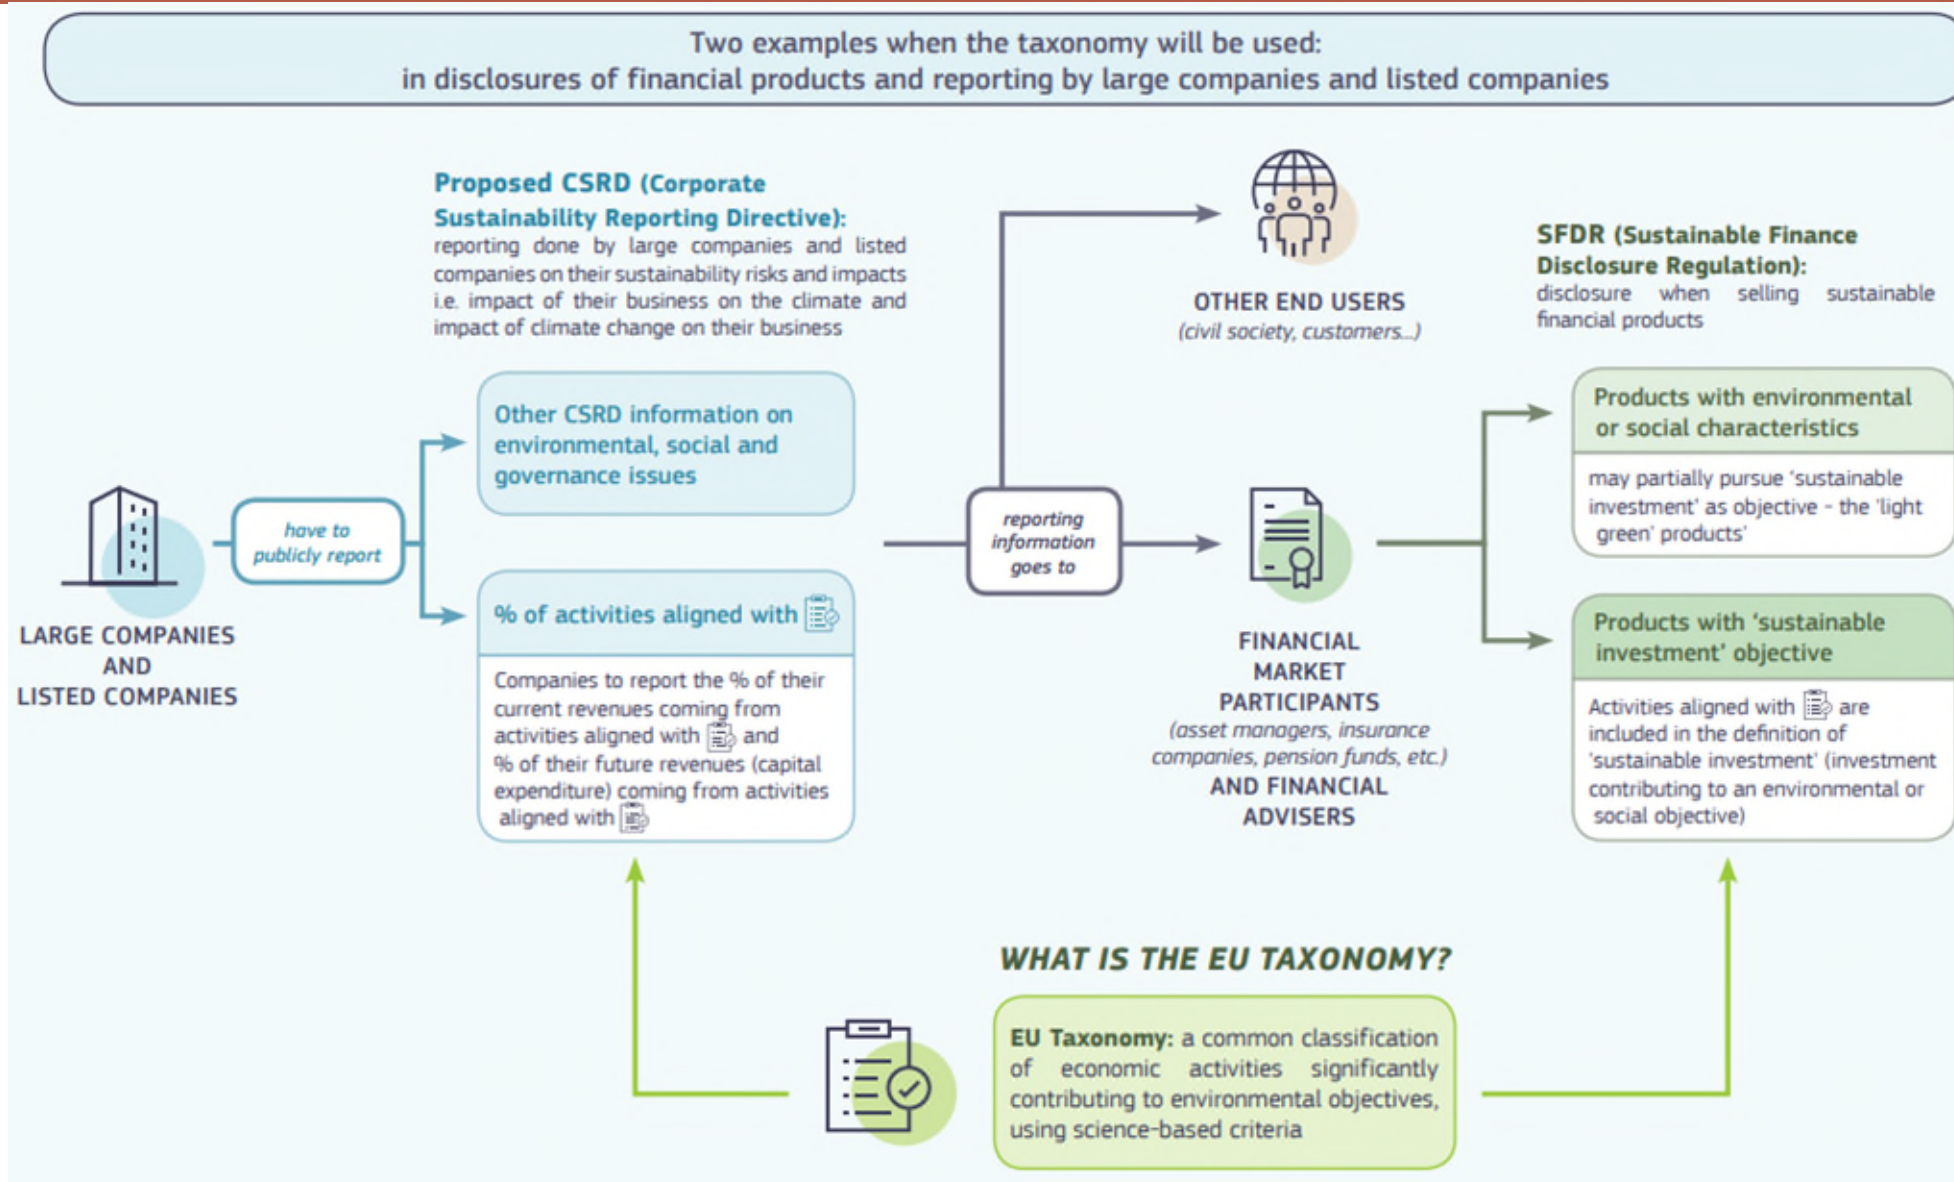 Two examples when the taxonomy will be used:
in disclosures of financial products and reporting by large companies and listed companies
Proposed CSRD (Corporate
Sustainability Reporting Directive):
reporting done by large companies and listed
companies on their sustainability risks and impacts
i.e. impact of their business on the climate and
impact of climate change on their business
OTHER END USERS
(civil society, customers...)
SFDR (Sustainable Finance
Disclosure Regulation):
disclosure when selling sustainable
financial products
LARGE COMPANIES
AND
LISTED COMPANIES
have to
publicly report
Other CSRD information on
environmental, social and
governance issues
% of activities aligned with
Companies to report the % of their
current revenues coming from
activities aligned with and
% of their future revenues (capital
expenditure) coming from activities
aligned with
reporting
information
goes to
FINANCIAL
MARKET
PARTICIPANTS
(asset managers, insurance
companies, pension funds, etc.)
AND FINANCIAL
ADVISERS
Products with environmental
or social characteristics
may partially pursue 'sustainable
investment' as objective - the 'light
green' products'
Products with 'sustainable
investment' objective
Activities aligned with are
included in the definition of
'sustainable investment' (investment
contributing to an environmental or
social objective)
WHAT IS THE EU TAXONOMY?
EU Taxonomy: a common classification
of economic activities significantly
contributing to environmental objectives,
using science-based criteria